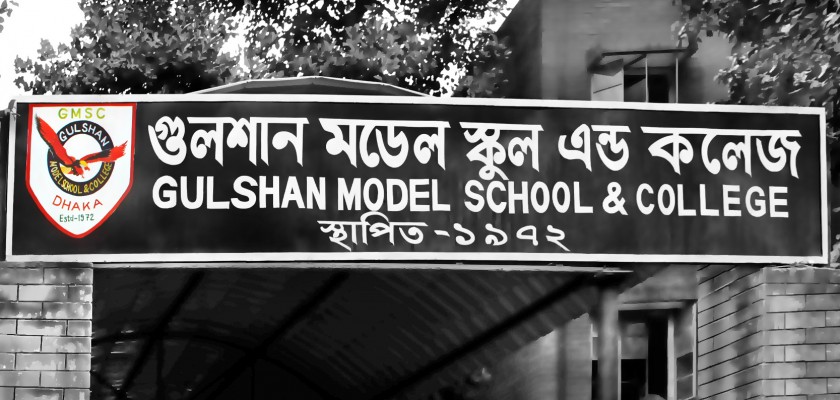 GMSC
GULSHAN
MODEL SCHOOL & COLLEGE
DHAKA
Estd-1972
গুলশান মডেল স্কুল এন্ড কলেজ
GULSHAN MODEL SCHOOL & COLLEGE
স্থাপিত -১৯৭২